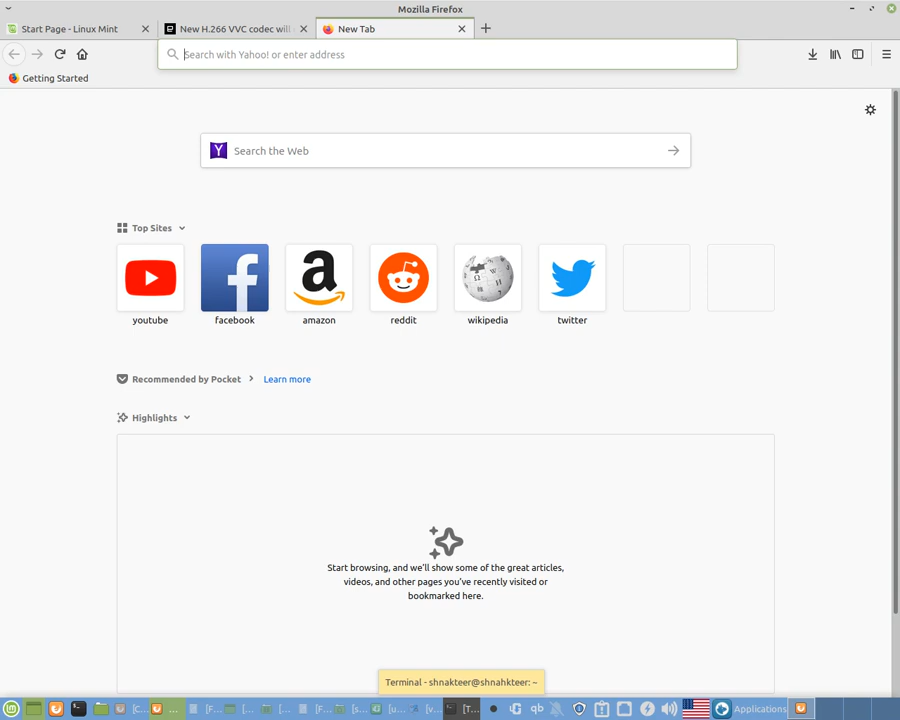 Mozilla Firefox
Start Page - Linux Mint
New H.266 VVC codec will
New Tab
Search with Yahoo! or enter address
Getting Started
Search the Web
Top Sites
youtube
facebook
amazon
reddit
wikipedia
twitter
Recommended by Pocket
Learn more
Highlights
Start browsing, and we'll show some of the great articles,
videos, and other pages you've recently visited or
bookmarked here.
Terminal - shnakteer@shnahkteer: ~
[C... ... [F... [... [... [F... [s... [u... [v... [T... qb Applications